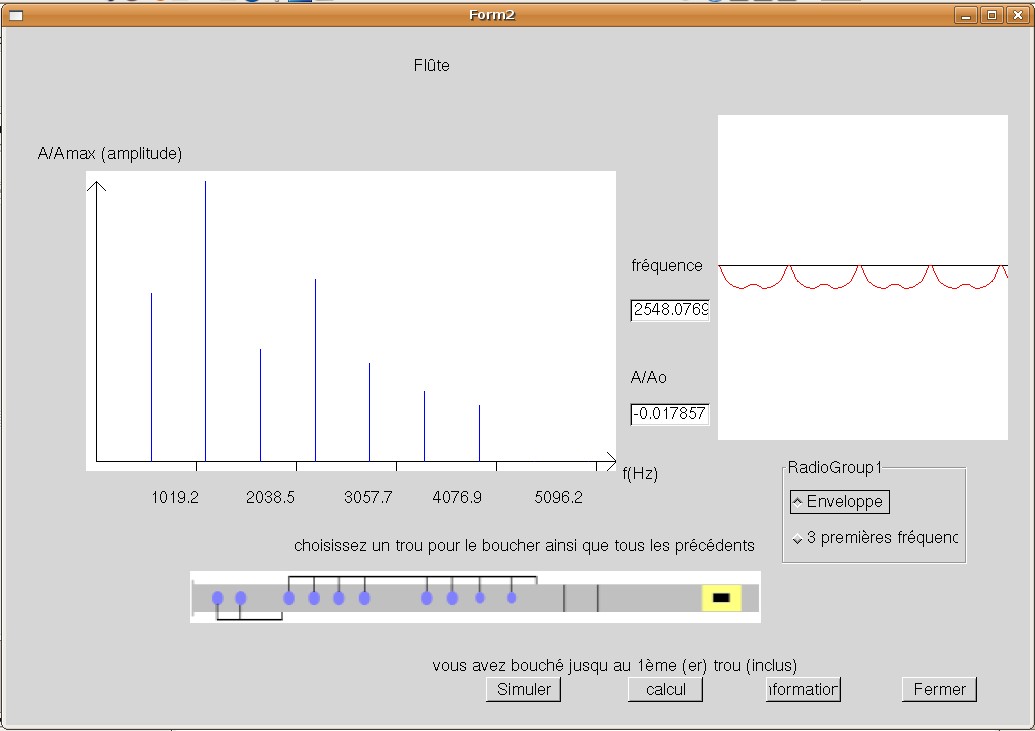 Form2
Flûte
A/Amax (amplitude)
fréquence
2548.0769
A/Ao
-0.017857
f(Hz)
1019.2 2038.5 3057.7 4076.9 5096.2
RadioGroup1
Enveloppe
3 premières fréquenc
choisissez un trou pour le boucher ainsi que tous les précédents
vous avez bouché jusqu au 1ème (er) trou (inclus)
Simuler calcul nformation Fermer